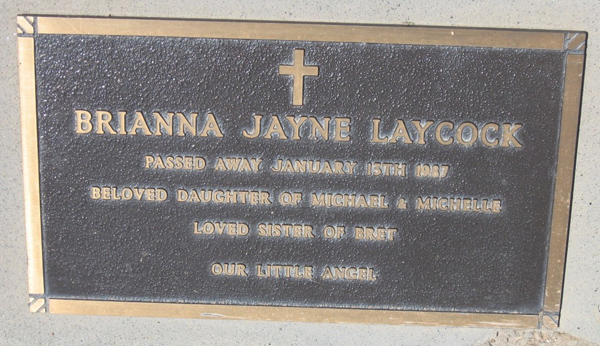 BRIANNA JAYNE LAYCOCK
PASSED AWAY JANUARY 15TH 1987
BELOVED DAUGHTER OF MICHAEL & MICHELLE
LOVED SISTER OF BRET
OUR LITTLE ANGEL